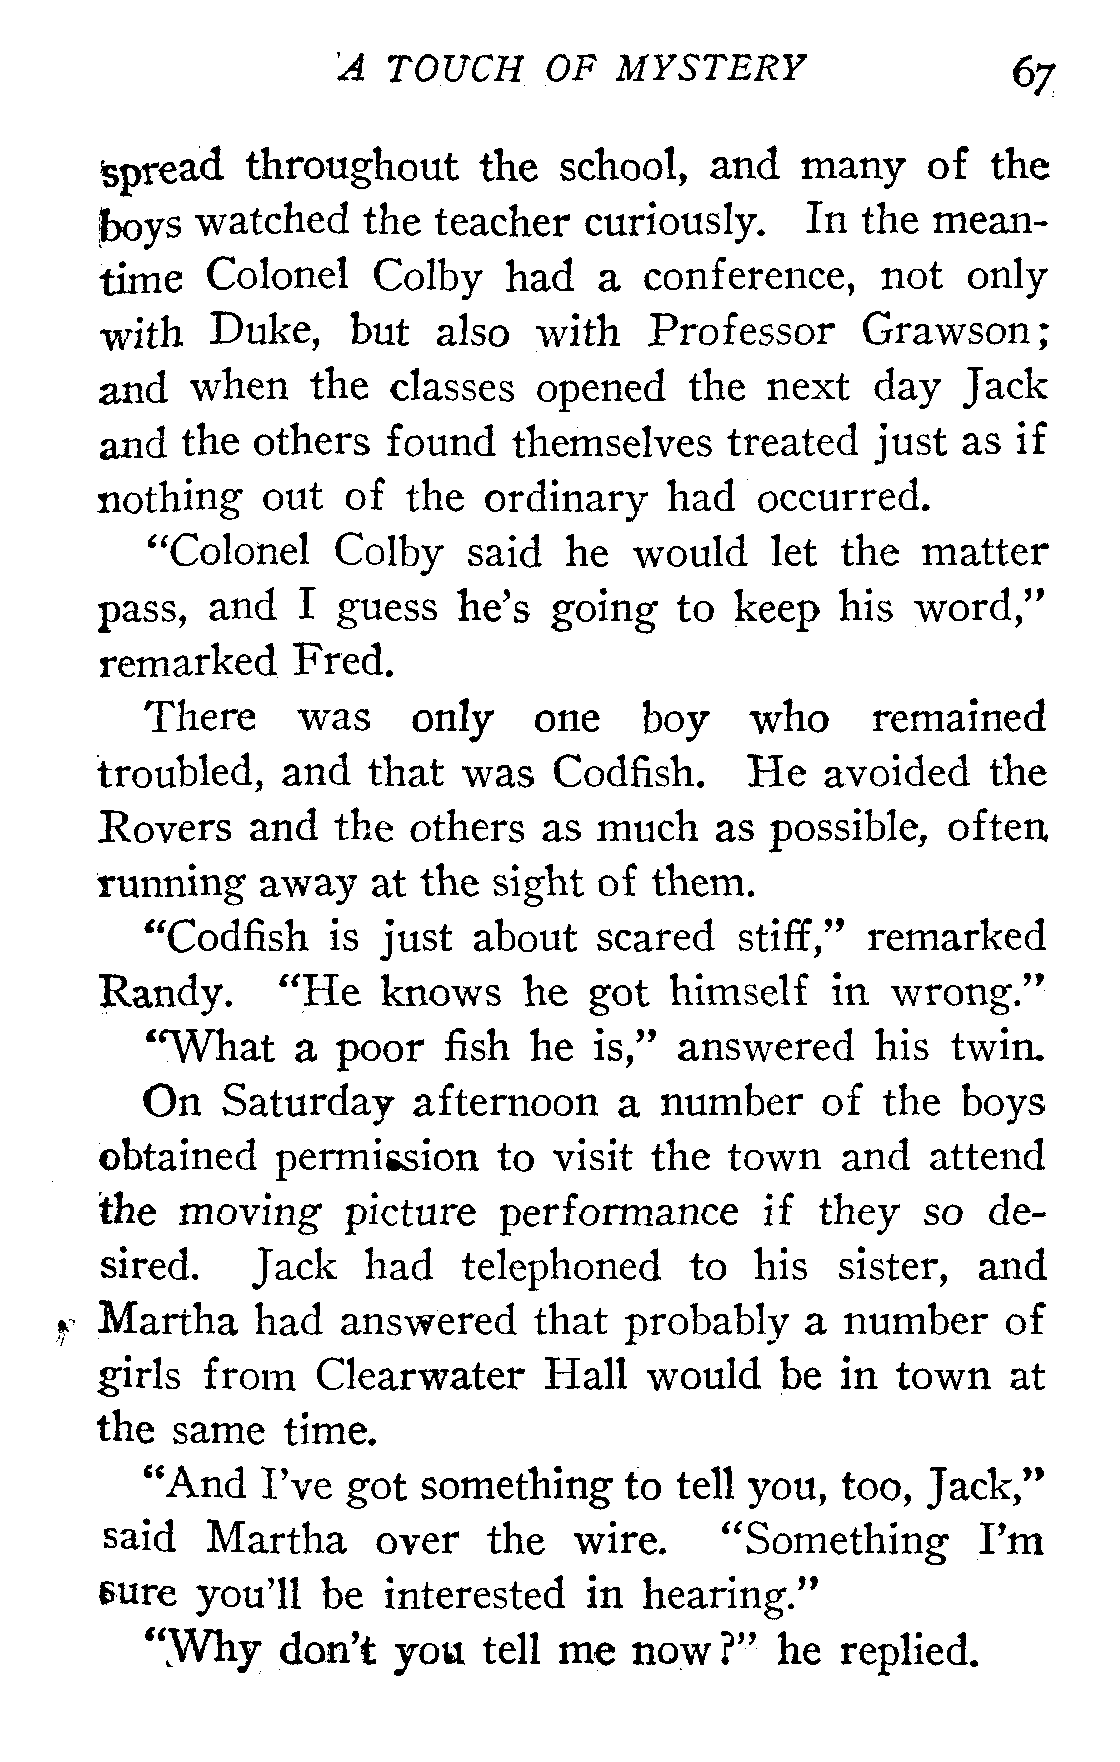 A TOUCH OF MYSTERY 67
spread throughout the school, and many of the
boys watched the teacher curiously. In the mean-
time Colonel Colby had a conference, not only
with Duke, but also with Professor Grawson;
and when the classes opened the next day Jack
and the others found themselves treated just as if
nothing out of the ordinary had occurred.
"Colonel Colby said he would let the matter
pass, and I guess he's going to keep his word,"
remarked Fred.
There was only one boy who remained
troubled, and that was Codfish. He avoided the
Rovers and the others as much as possible, often
running away at the sight of them.
"Codfish is just about scared stiff," remarked
Randy. "He knows he got himself in wrong."
"What a poor fish he is," answered his twin.
On Saturday afternoon a number of the boys
obtained permission to visit the town and attend
the moving picture performance if they so de-
sired. Jack had telephoned to his sister, and
Martha had answered that probably a number of
girls from Clearwater Hall would be in town at
the same time.
"And I've got something to tell you, too, Jack,"
said Martha over the wire. "Something I'm
sure you'll be interested in hearing."
"Why don't you tell me now?" he replied.